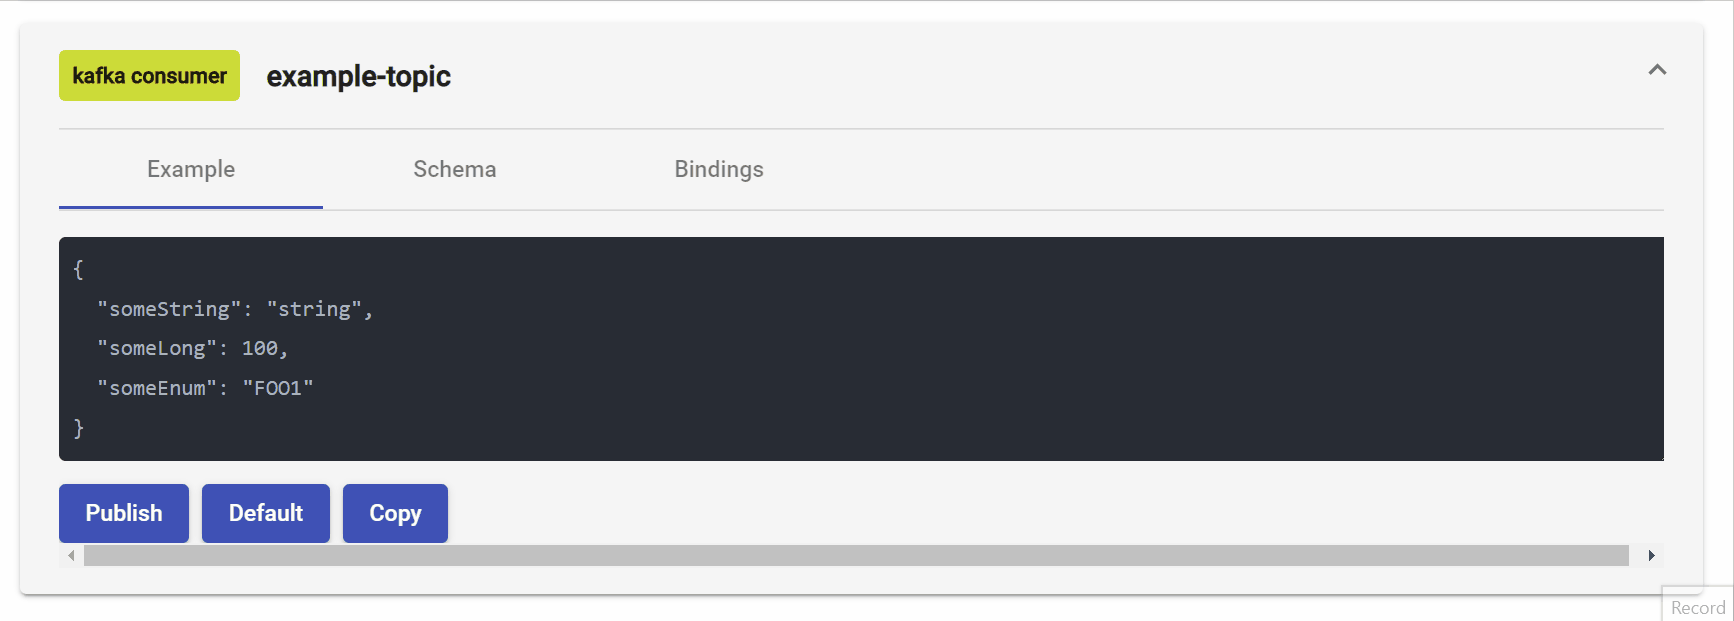 kafka consumer example-topic
Example Schema Bindings
{
"someString": "string",
"someLong": 100,
"someEnum": "FOO1"
}
Publish Default Copy
Record